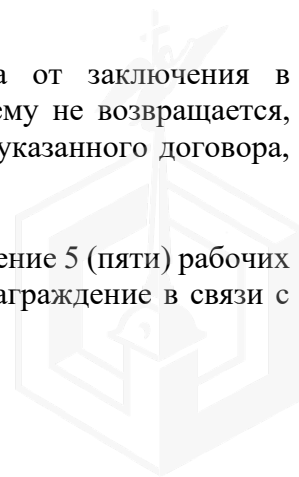 а от заключения в
ему не возвращается,
указанного договора,
ение 5 (пяти) рабочих
аграждение в связи с